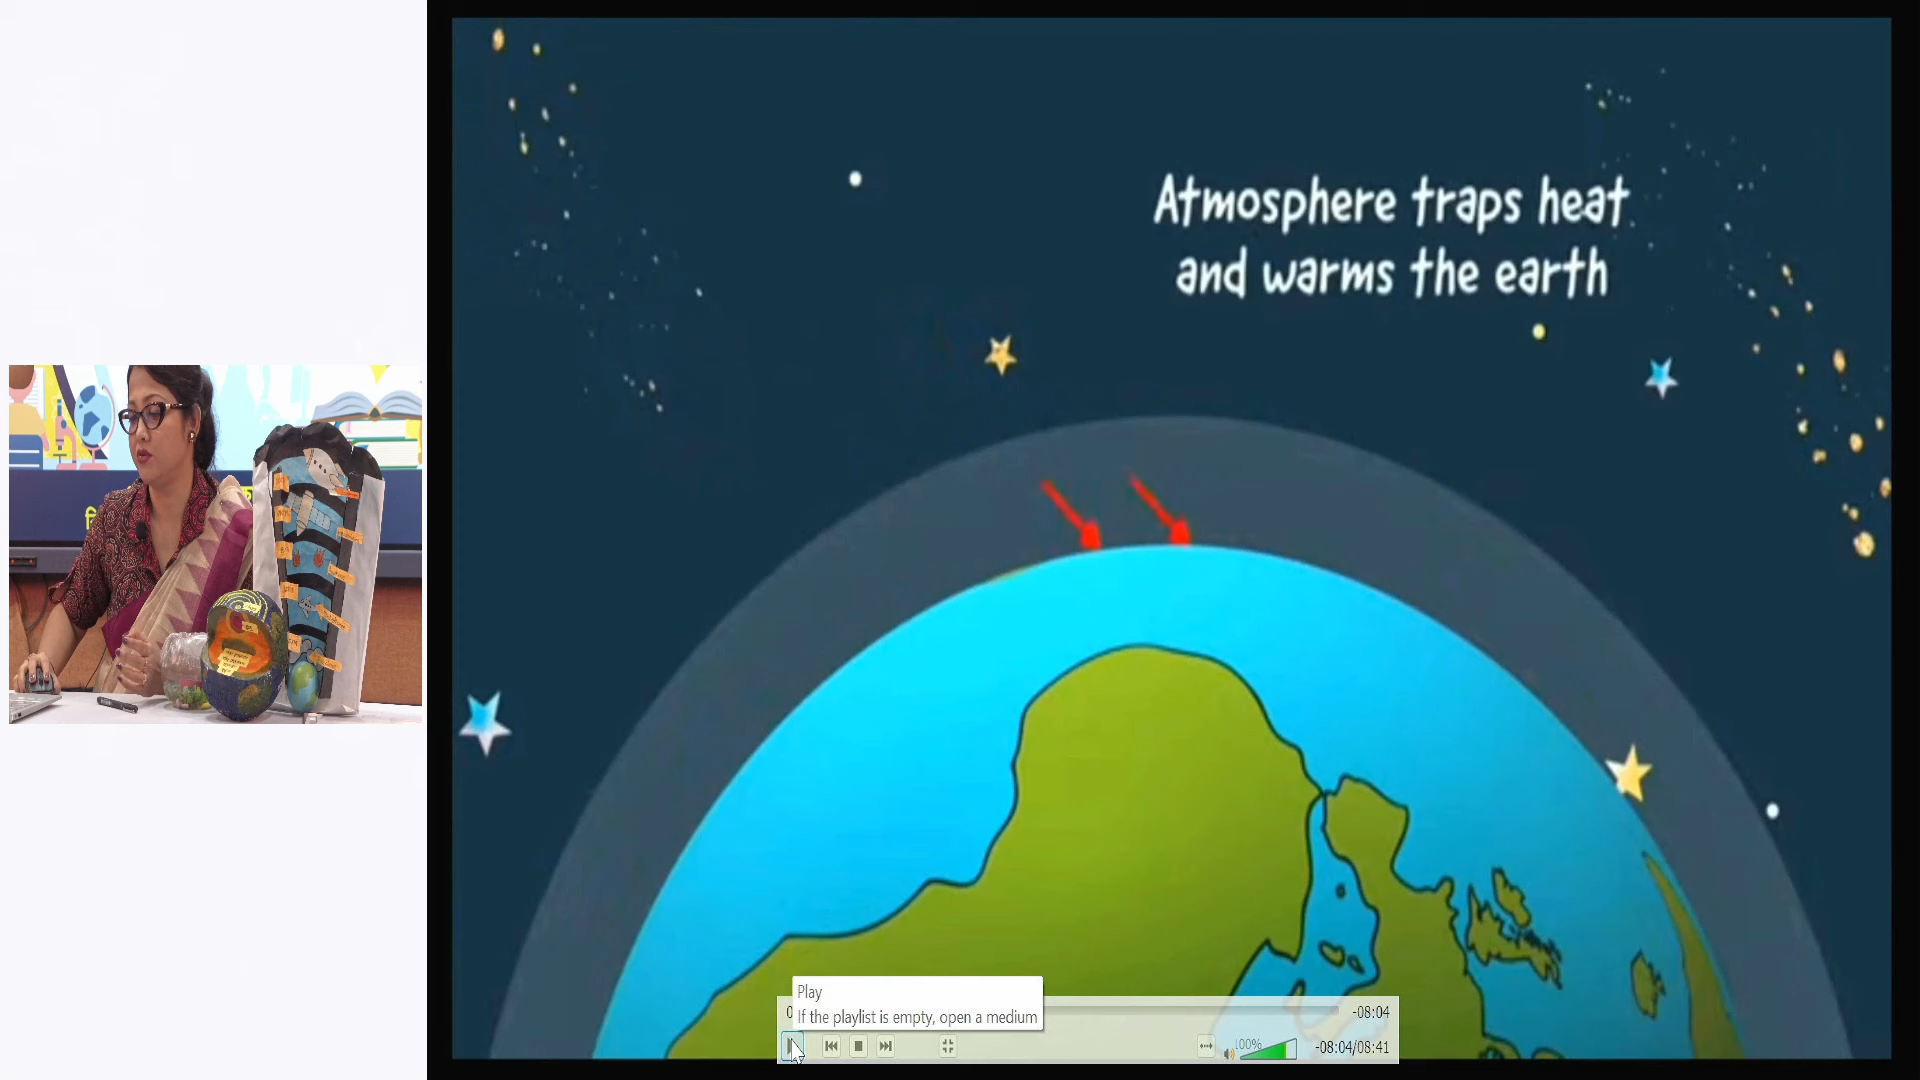 Atmosphere traps heat
and warms the earth
Play
If the playlist is empty, open a medium
-08:04
100%
-08:04/08:41